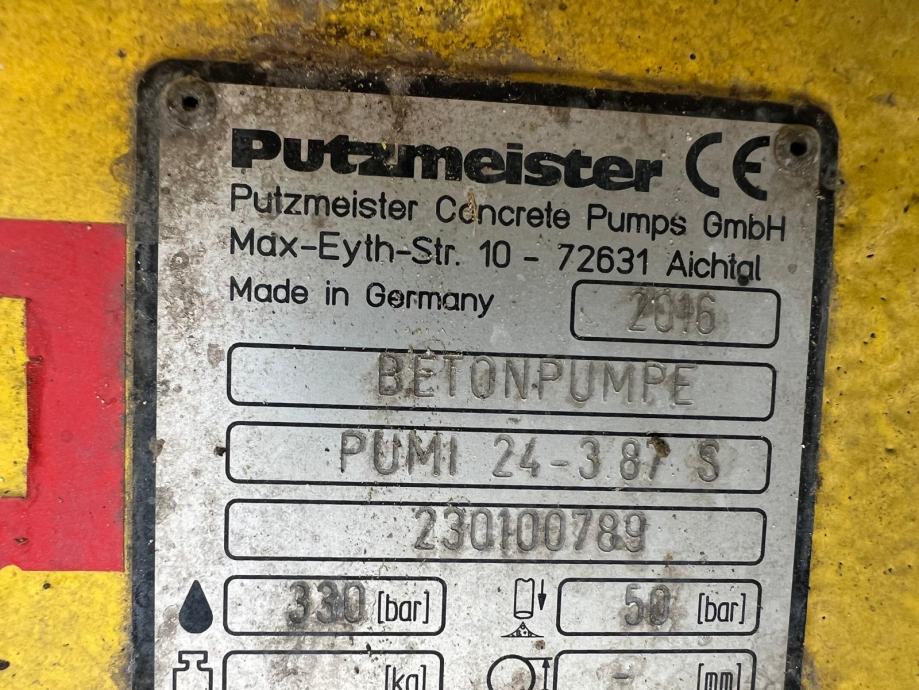 Putzmeister CE
Putzmeister Concrete Pumps GmbH
Max-Eyth-Str. 10 - 72631 Aichtal
Made in Germany 2016
BETONPUMPE
PUMI 24-3.87 S
230100789
330 [bar] 50 [bar]
[kg] - [mm]